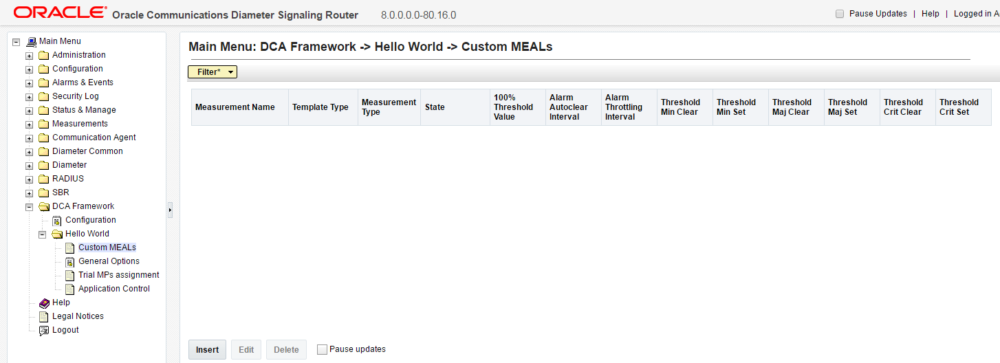 ORACLE® Oracle Communications Diameter Signaling Router 8.0.0.0.0-80.16.0 Pause Updates | Help | Logged in A
Main Menu
Administration
Configuration
Alarms & Events
Security Log
Status & Manage
Measurements
Communication Agent
Diameter Common
Diameter
RADIUS
SBR
DCA Framework
Configuration
Hello World
Custom MEALs
General Options
Trial MPs assignment
Application Control
Help
Legal Notices
Logout
Main Menu: DCA Framework -> Hello World -> Custom MEALs
Filter*
Measurement Name
Template Type
Measurement
Type
State
100%
Threshold
Value
Alarm
Autoclear
Interval
Alarm
Throttling
Interval
Threshold
Min Clear
Threshold
Min Set
Threshold
Maj Clear
Threshold
Maj Set
Threshold
Crit Clear
Threshold
Crit Set
Insert Edit Delete Pause updates